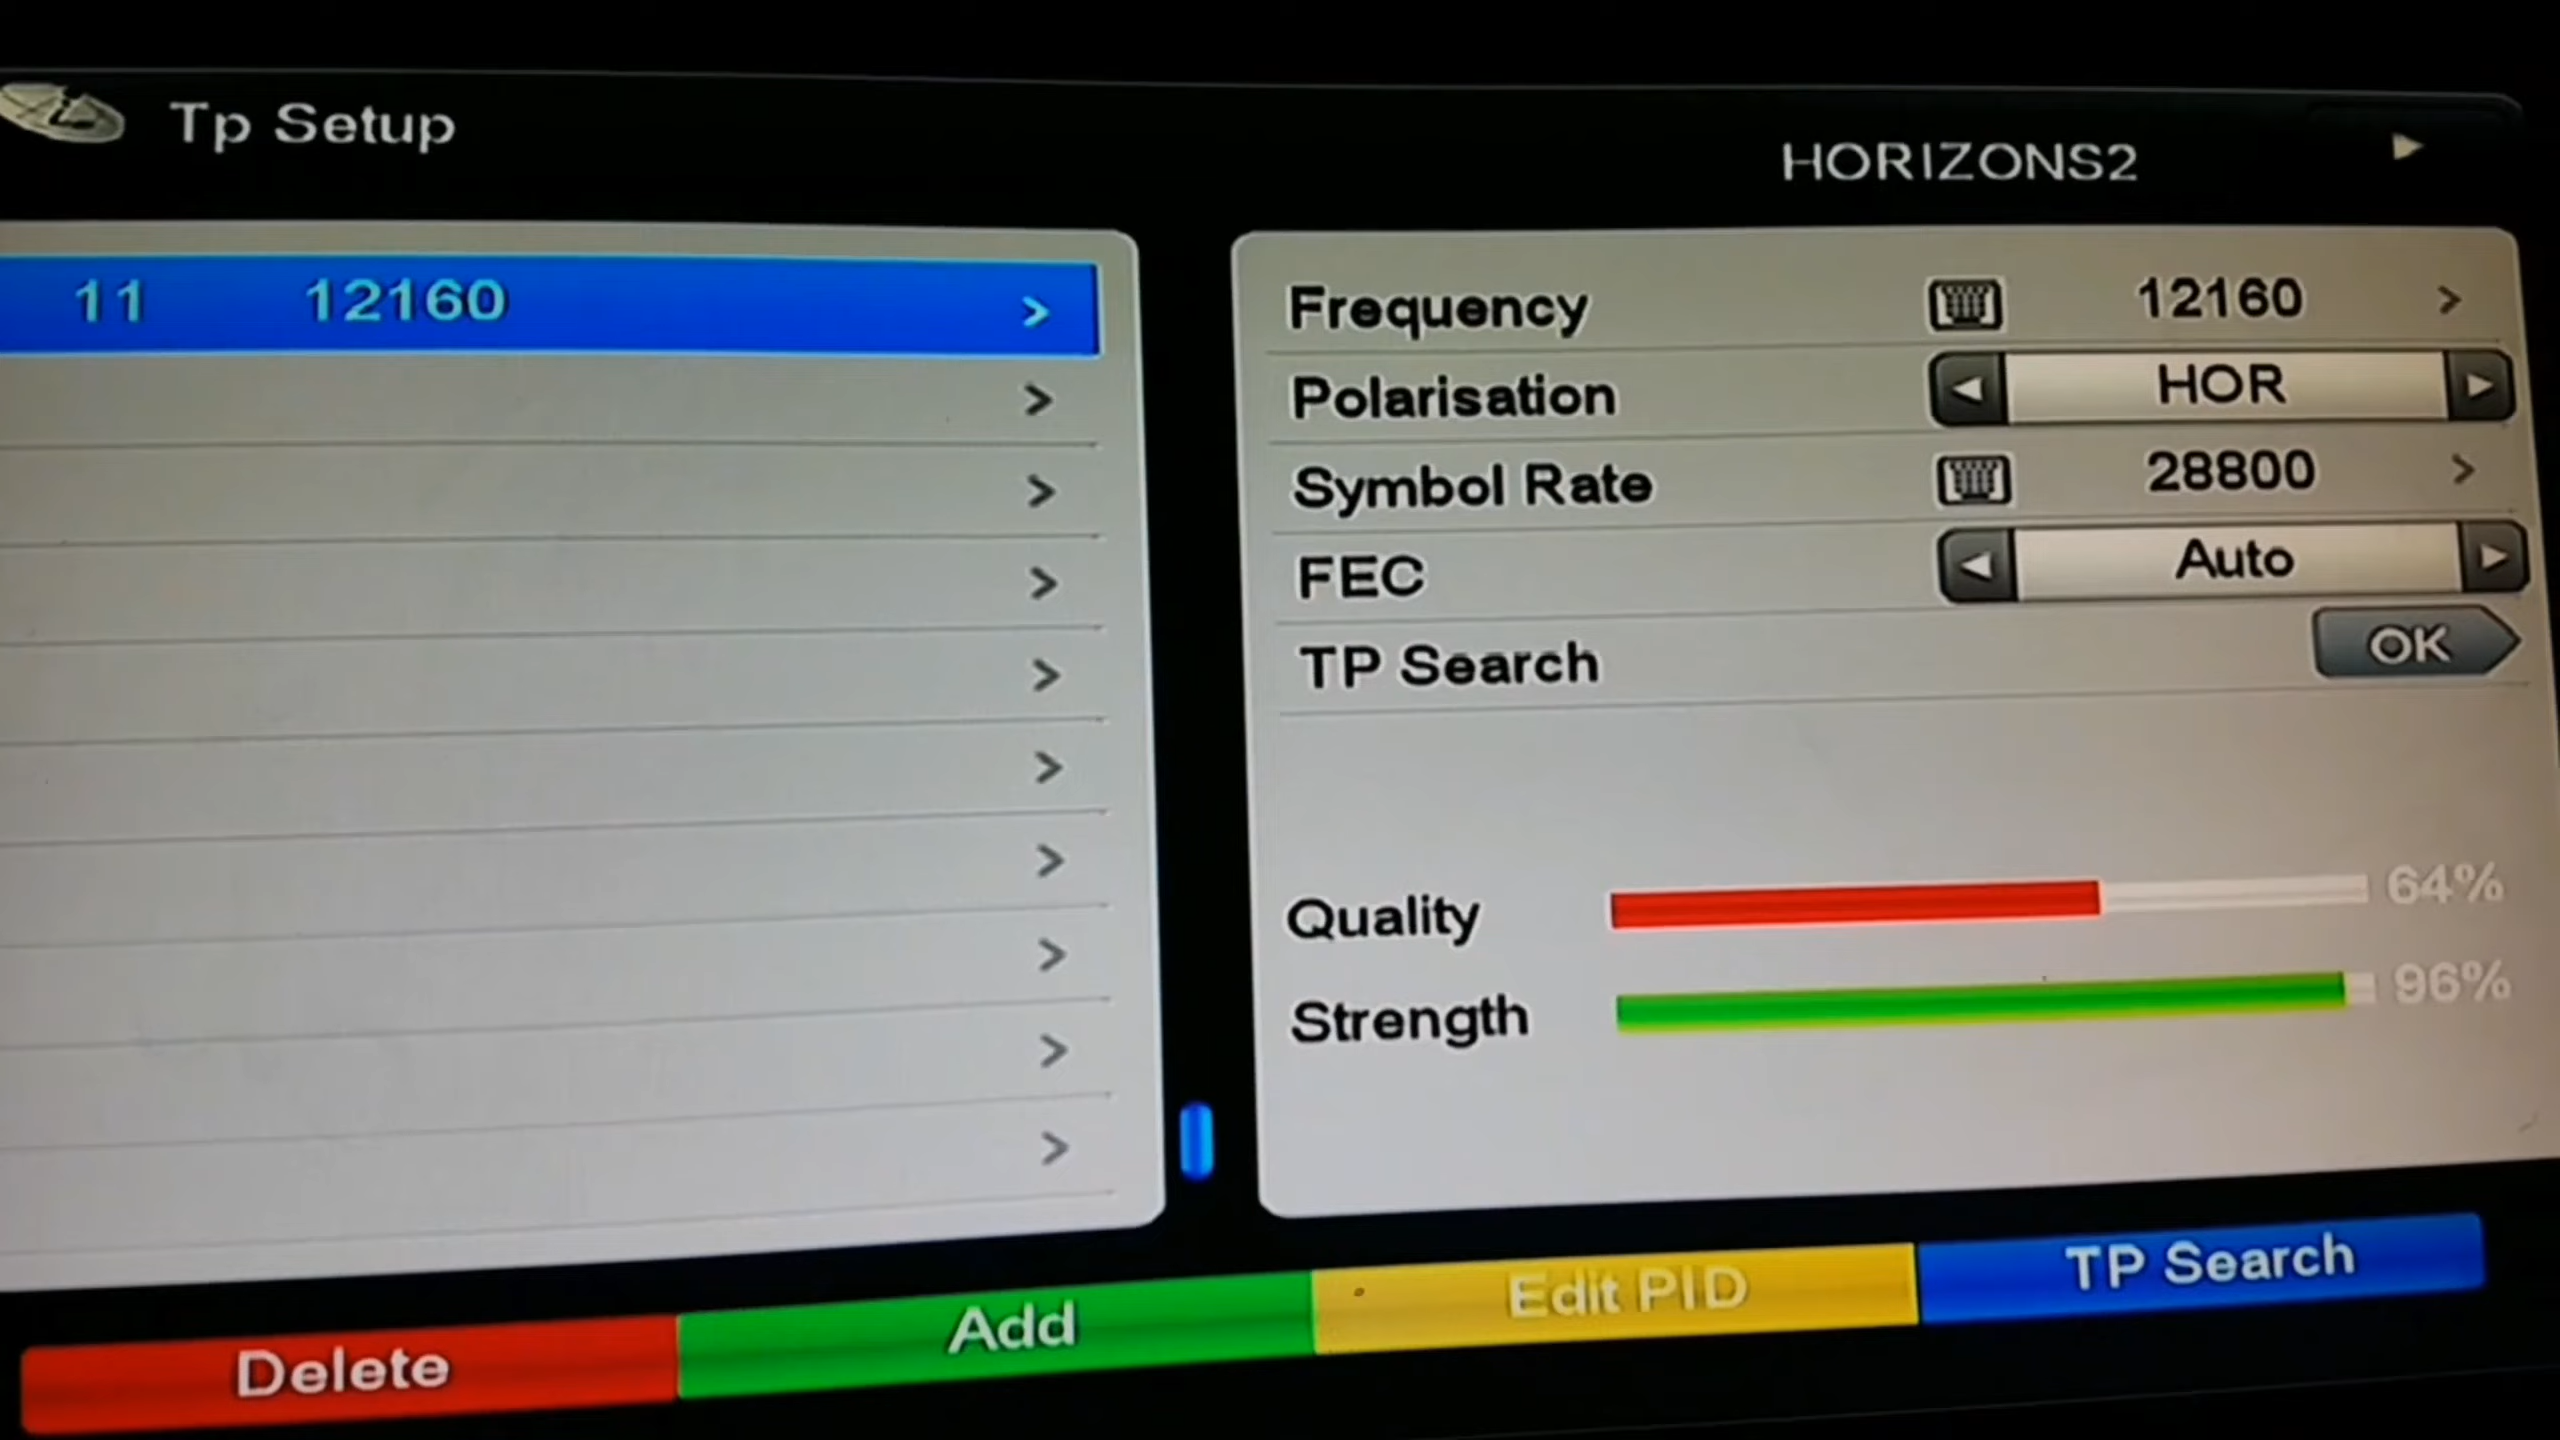 Tp Setup
HORIZONS2
11 12160
Frequency 12160
Polarisation HOR
Symbol Rate 28800
FEC Auto
TP Search OK
Quality 64%
Strength 96%
Delete Add Edit PID TP Search